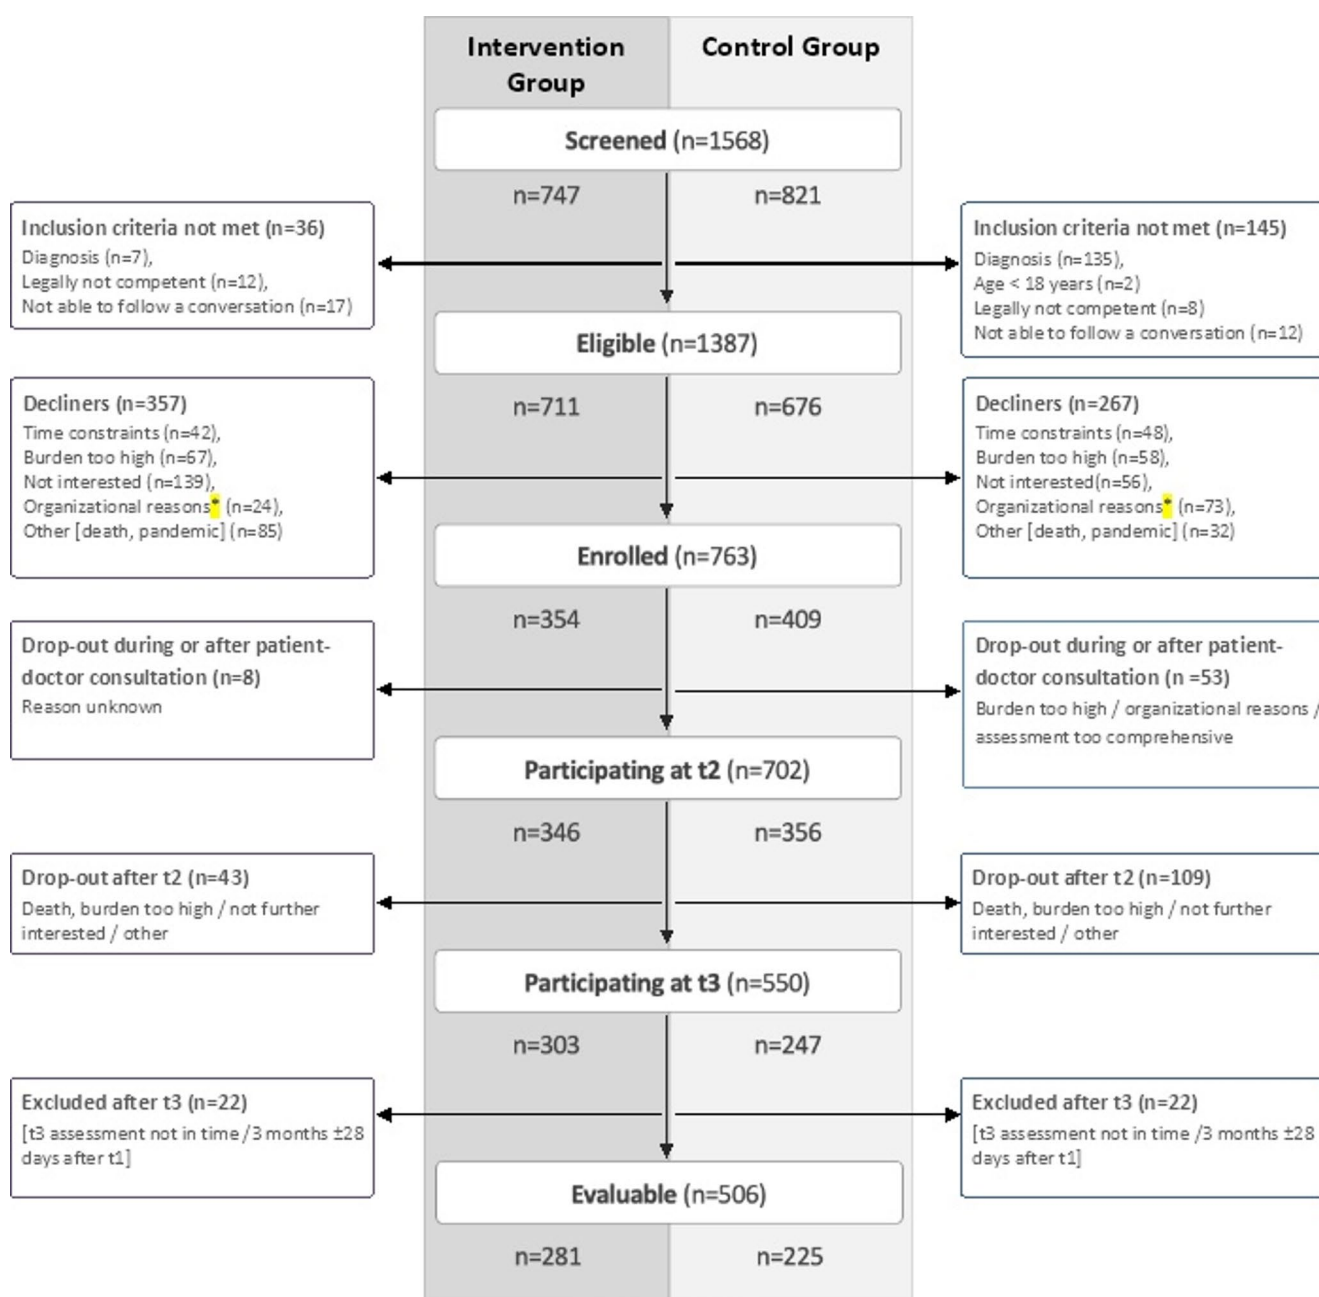 Intervention
Group
Control Group
Screened (n=1568)
n=747
n=821
Inclusion criteria not met (n=36)
Diagnosis (n=7),
Legally not competent (n=12),
Not able to follow a conversation (n=17)
Inclusion criteria not met (n=145)
Diagnosis (n=135),
Age < 18 years (n=2)
Legally not competent (n=8)
Not able to follow a conversation (n=12)
Eligible (n=1387)
n=711
n=676
Decliners (n=357)
Time constraints (n=42),
Burden too high (n=67),
Not interested (n=139),
Organizational reasons* (n=24),
Other [death, pandemic] (n=85)
Decliners (n=267)
Time constraints (n=48),
Burden too high (n=58),
Not interested(n=56),
Organizational reasons* (n=73),
Other [death, pandemic] (n=32)
Enrolled (n=763)
n=354
n=409
Drop-out during or after patient-
doctor consultation (n=8)
Reason unknown
Drop-out during or after patient-
doctor consultation (n =53)
Burden too high / organizational reasons /
assessment too comprehensive
Participating at t2 (n=702)
n=346
n=356
Drop-out after t2 (n=43)
Death, burden too high / not further
interested / other
Drop-out after t2 (n=109)
Death, burden too high / not further
interested / other
Participating at t3 (n=550)
n=303
n=247
Excluded after t3 (n=22)
[t3 assessment not in time /3 months ±28
days after t1]
Excluded after t3 (n=22)
[t3 assessment not in time /3 months ±28
days after t1]
Evaluable (n=506)
n=281
n=225